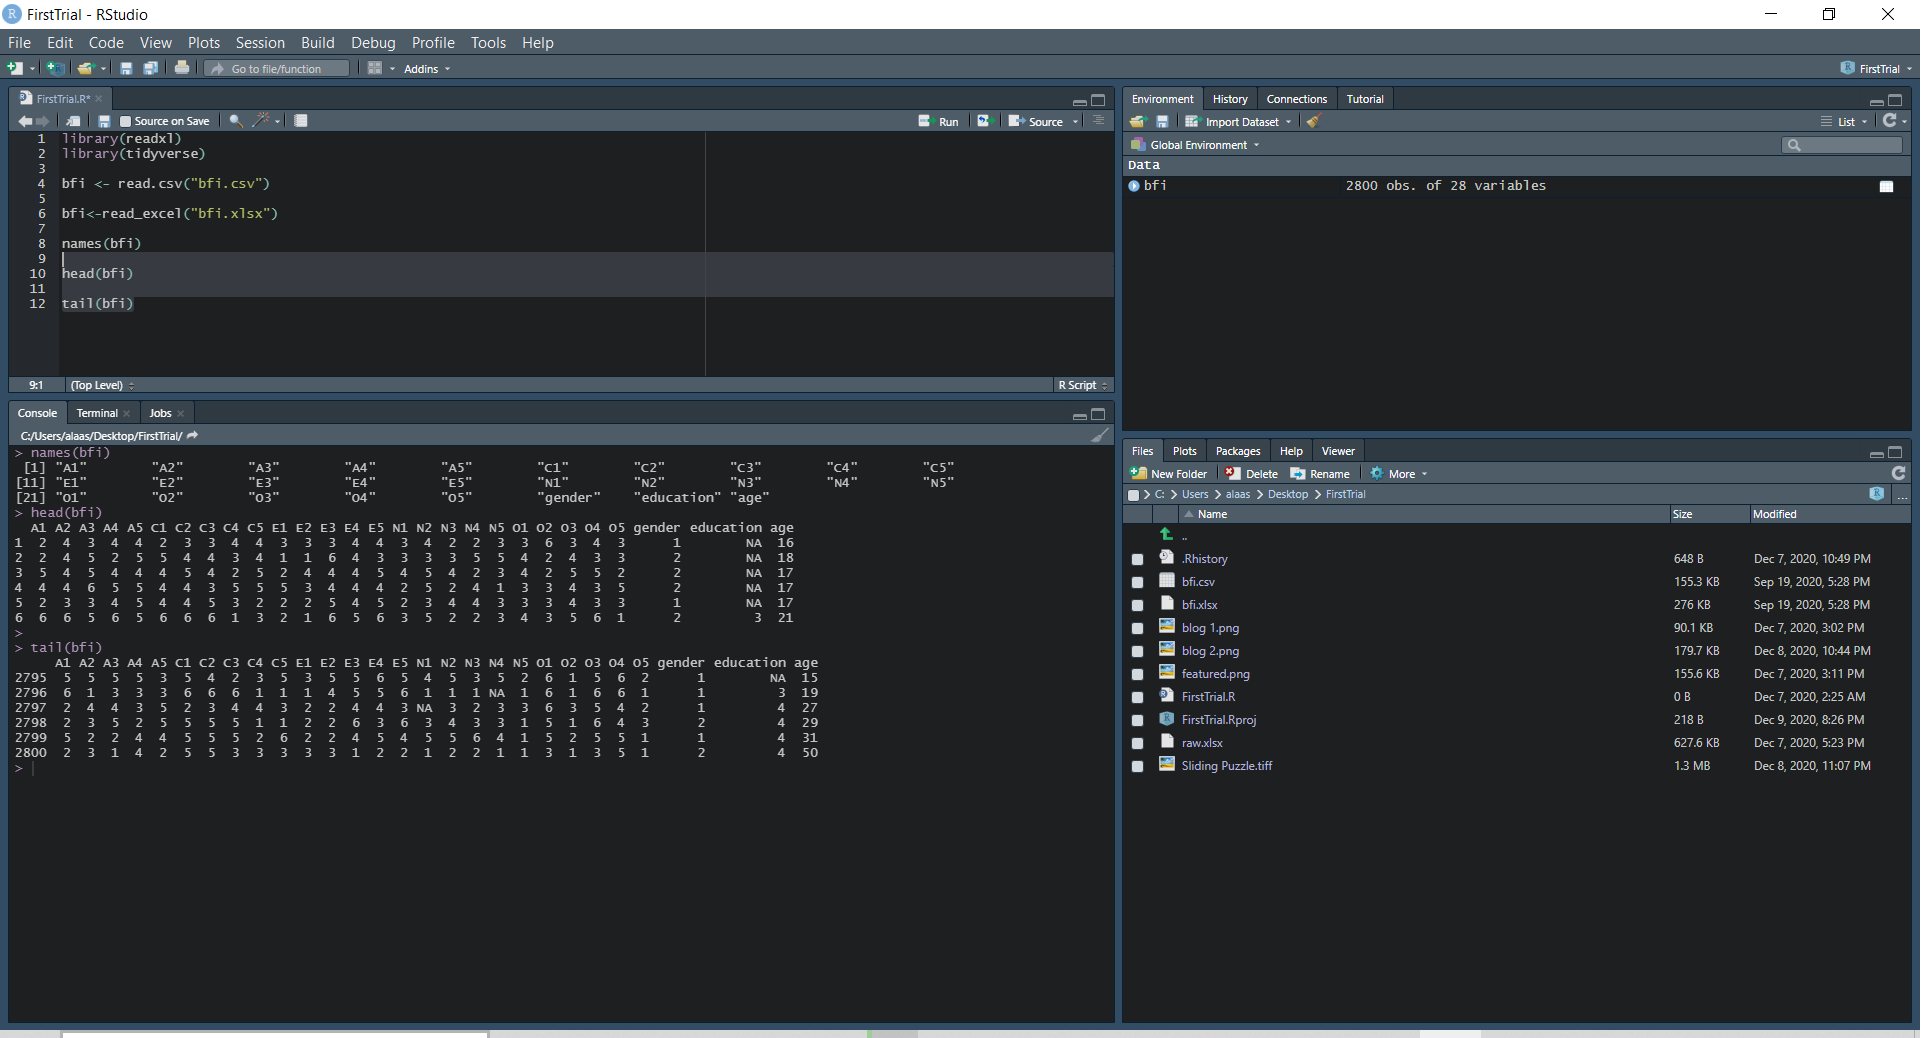 FirstTrial - RStudio
File Edit Code View Plots Session Build Debug Profile Tools Help
Go to file/function Addins FirstTrial
FirstTrial.R*
Source on Save Run Source
1 library(readxl)
2 library(tidyverse)
3
4 bfi <- read.csv("bfi.csv")
5
6 bfi<-read_excel("bfi.xlsx")
7
8 names(bfi)
9
10 head(bfi)
11
12 tail(bfi)
9:1 (Top Level) R Script
Console Terminal Jobs
C:/Users/alaas/Desktop/FirstTrial/
> names(bfi)
[1] "A1" "A2" "A3" "A4" "A5" "C1" "C2" "C3" "C4" "C5"
[11] "E1" "E2" "E3" "E4" "E5" "N1" "N2" "N3" "N4" "N5"
[21] "O1" "O2" "O3" "O4" "O5" "gender" "education" "age"
> head(bfi)
A1 A2 A3 A4 A5 C1 C2 C3 C4 C5 E1 E2 E3 E4 E5 N1 N2 N3 N4 N5 O1 O2 O3 O4 O5 gender education age
1 2 4 3 4 4 2 3 3 4 4 3 3 3 4 4 3 4 2 2 3 3 6 3 4 3 1 NA 16
2 2 4 5 2 5 5 4 4 3 4 1 1 6 4 3 3 3 3 5 5 4 2 4 3 3 2 NA 18
3 5 4 5 4 4 4 5 4 2 5 2 4 4 4 5 4 5 4 2 3 4 2 5 5 2 2 NA 17
4 4 4 6 5 5 4 4 3 5 5 5 3 4 4 4 2 5 2 4 1 3 3 4 3 5 2 NA 17
5 2 3 3 4 5 4 4 5 3 2 2 2 5 4 5 2 3 4 4 3 3 3 4 3 3 1 NA 17
6 6 6 5 6 5 6 6 6 1 3 2 1 6 5 6 3 5 2 2 3 4 3 5 6 1 2 3 21
>
> tail(bfi)
A1 A2 A3 A4 A5 C1 C2 C3 C4 C5 E1 E2 E3 E4 E5 N1 N2 N3 N4 N5 O1 O2 O3 O4 O5 gender education age
2795 5 5 5 5 3 5 4 2 3 5 3 5 5 6 5 4 5 3 5 2 6 1 5 6 2 1 NA 15
2796 6 1 3 3 3 6 6 6 1 1 1 4 5 5 6 1 1 1 NA 1 6 1 6 6 1 1 3 19
2797 2 4 4 3 5 2 3 4 4 3 2 2 4 4 3 NA 3 2 3 3 6 3 5 4 2 1 4 27
2798 2 3 5 2 5 5 5 5 1 1 2 2 6 3 6 3 4 3 3 1 5 1 6 4 3 2 4 29
2799 5 2 2 4 4 5 5 5 2 6 2 2 4 5 4 5 5 6 4 1 5 2 5 5 1 1 4 31
2800 2 3 1 4 2 5 5 3 3 3 3 3 1 2 2 1 2 2 1 1 3 1 3 5 1 2 4 50
>
Environment History Connections Tutorial
Import Dataset List
Global Environment
Data
bfi 2800 obs. of 28 variables
Files Plots Packages Help Viewer
New Folder Delete Rename More
C: Users alaas Desktop FirstTrial ...
Name Size Modified
..
.Rhistory 648 B Dec 7, 2020, 10:49 PM
bfi.csv 155.3 KB Sep 19, 2020, 5:28 PM
bfi.xlsx 276 KB Sep 19, 2020, 5:28 PM
blog 1.png 90.1 KB Dec 7, 2020, 3:02 PM
blog 2.png 179.7 KB Dec 8, 2020, 10:44 PM
featured.png 155.6 KB Dec 7, 2020, 3:11 PM
FirstTrial.R 0 B Dec 7, 2020, 2:25 AM
FirstTrial.Rproj 218 B Dec 9, 2020, 8:26 PM
raw.xlsx 627.6 KB Dec 7, 2020, 5:23 PM
Sliding Puzzle.tiff 1.3 MB Dec 8, 2020, 11:07 PM